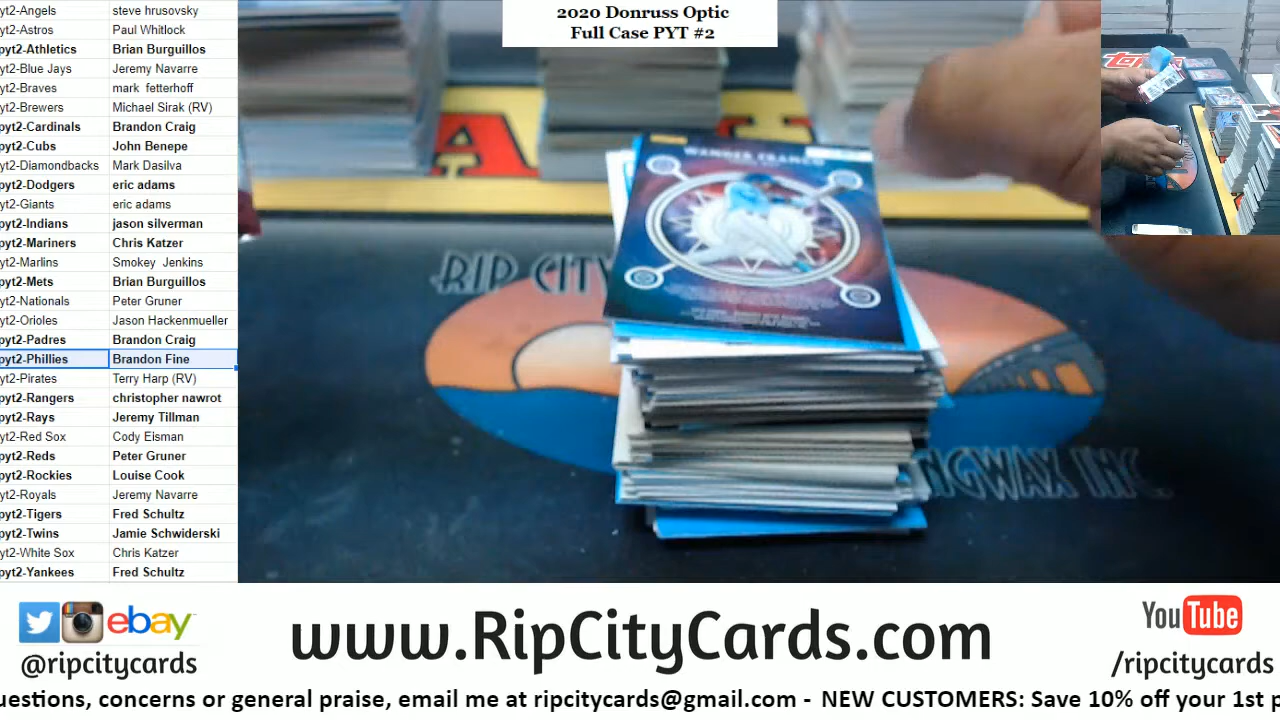 yt2-Angels steve hrusovsky
yt2-Astros Paul Whitlock
pyt2-Athletics Brian Burguillos
yt2-Blue Jays Jeremy Navarre
yt2-Braves mark fetterhoff
yt2-Brewers Michael Sirak (RV)
pyt2-Cardinals Brandon Craig
pyt2-Cubs John Benepe
yt2-Diamondbacks Mark Dasilva
pyt2-Dodgers eric adams
yt2-Giants eric adams
pyt2-Indians jason silverman
pyt2-Mariners Chris Katzer
yt2-Marlins Smokey Jenkins
pyt2-Mets Brian Burguillos
yt2-Nationals Peter Gruner
yt2-Orioles Jason Hackenmueller
pyt2-Padres Brandon Craig
pyt2-Phillies Brandon Fine
yt2-Pirates Terry Harp (RV)
pyt2-Rangers christopher nawrot
pyt2-Rays Jeremy Tillman
yt2-Red Sox Cody Elsman
pyt2-Reds Peter Gruner
pyt2-Rockies Louise Cook
yt2-Royals Jeremy Navarre
pyt2-Tigers Fred Schultz
pyt2-Twins Jamie Schwiderski
yt2-White Sox Chris Katzer
pyt2-Yankees Fred Schultz
2020 Donruss Optic
Full Case PYT #2
WANDER FRANCO
RIP CITY
NGWAX INC.
ebay
@ripcitycards
www.RipCityCards.com
YouTube
/ripcitycards
uestions, concerns or general praise, email me at ripcitycards@gmail.com - NEW CUSTOMERS: Save 10% off your 1st p